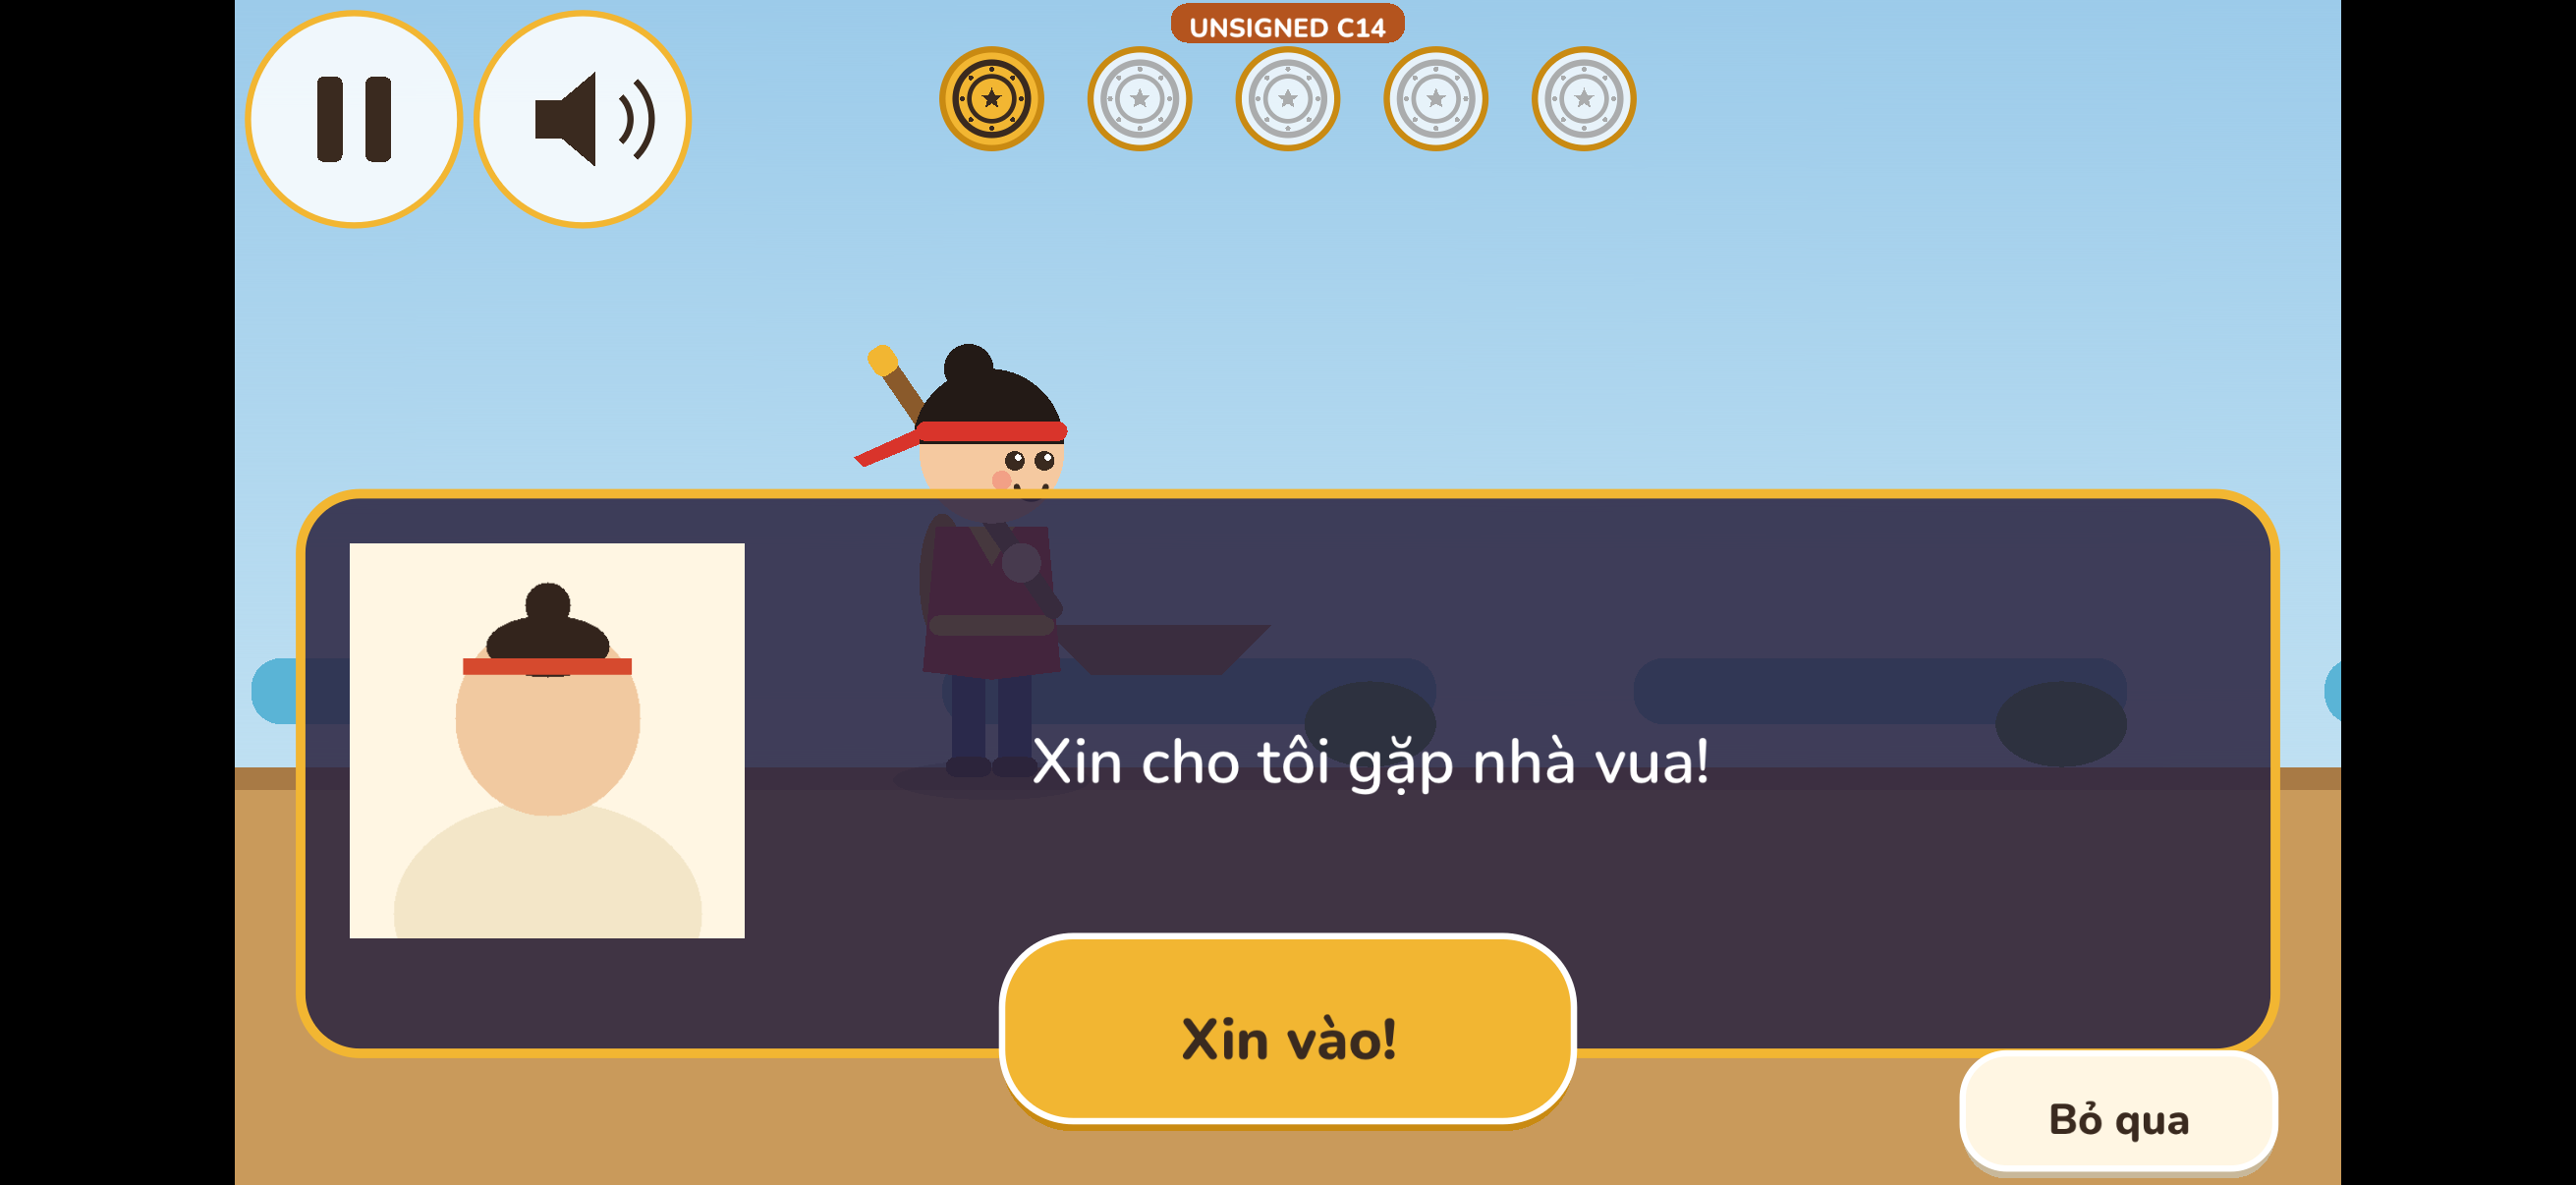 UNSIGNED C14
Xin cho tôi gặp nhà vua!
Xin vào!
Bỏ qua